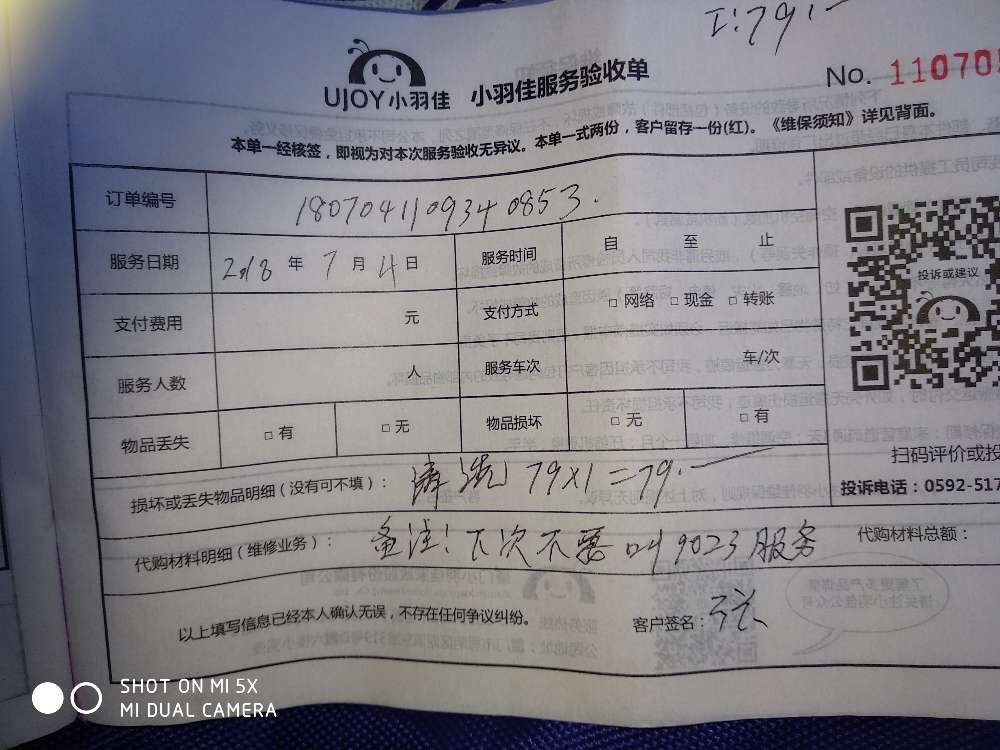 I:79.-
UJOY小羽佳 小羽佳服务验收单
No. 11070
本单一经核签，即视为对本次服务验收无异议。本单一式两份，客户留存一份(红)。《维保须知》详见背面。
订单编号 180704110934 0853.
服务日期 2018 年 7 月 4 日 服务时间 自 至 止
投诉或建议
支付费用 元 支付方式 □ 网络 □ 现金 □ 转账
服务人数 人 服务车次 车/次
物品丢失 □ 有 □ 无 物品损坏 □ 无 □ 有
扫码评价或投
损坏或丢失物品明细（没有可不填）： 清洗 79X1=79.
投诉电话：0592-517
代购材料明细（维修业务）： 备注！下次不要叫9023服务 代购材料总额：
以上填写信息已经本人确认无误，不存在任何争议纠纷。 客户签名：
SHOT ON MI 5X
MI DUAL CAMERA